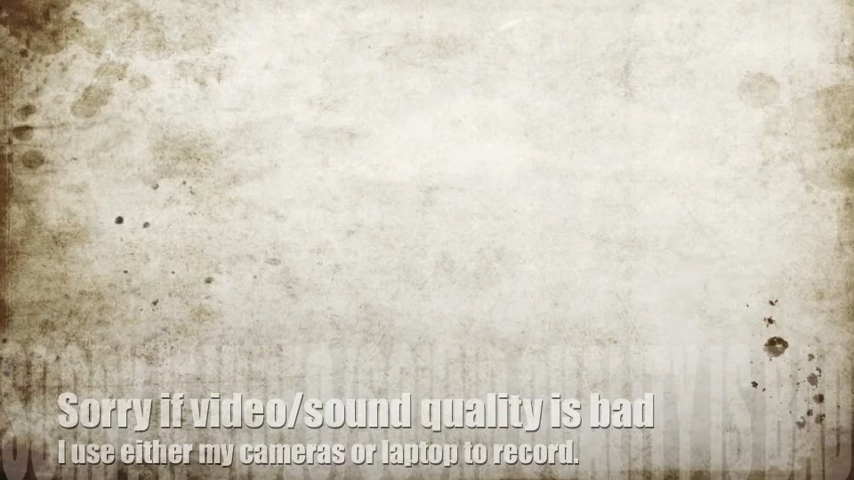 Sorry if video/sound quality is bad
I use either my cameras or laptop to record.